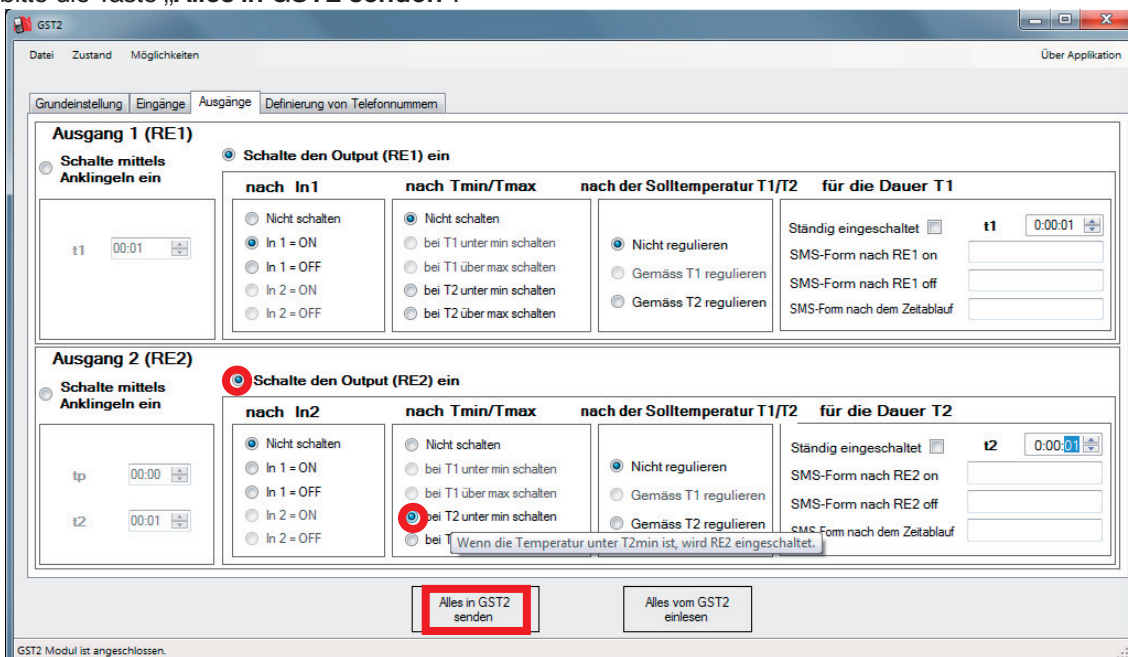 bitte die Taste „Alles in GST2 senden“.
GST2
Datei Zustand Möglichkeiten Über Applikation
Grundeinstellung Eingänge Ausgänge Definierung von Telefonnummern
Ausgang 1 (RE1)
Schalte mittels Anklingeln ein
t1 00:01
Schalte den Output (RE1) ein
nach In1
Nicht schalten
In 1 = ON
In 1 = OFF
In 2 = ON
In 2 = OFF
nach Tmin/Tmax
Nicht schalten
bei T1 unter min schalten
bei T1 über max schalten
bei T2 unter min schalten
bei T2 über max schalten
nach der Solltemperatur T1/T2
Nicht regulieren
Gemäss T1 regulieren
Gemäss T2 regulieren
für die Dauer T1
Ständig eingeschaltet t1 0:00:01
SMS-Form nach RE1 on
SMS-Form nach RE1 off
SMS-Form nach dem Zeitablauf
Ausgang 2 (RE2)
Schalte mittels Anklingeln ein
tp 00:00
t2 00:01
Schalte den Output (RE2) ein
nach In2
Nicht schalten
In 1 = ON
In 1 = OFF
In 2 = ON
In 2 = OFF
nach Tmin/Tmax
Nicht schalten
bei T1 unter min schalten
bei T1 über max schalten
bei T2 unter min schalten
bei
Wenn die Temperatur unter T2min ist, wird RE2 eingeschaltet.
nach der Solltemperatur T1/T2
Nicht regulieren
Gemäss T1 regulieren
Gemäss T2 regulieren
für die Dauer T2
Ständig eingeschaltet t2 0:00:01
SMS-Form nach RE2 on
SMS-Form nach RE2 off
SMS-Form nach dem Zeitablauf
Alles in GST2
senden
Alles vom GST2
einlesen
GST2 Modul ist angeschlossen.